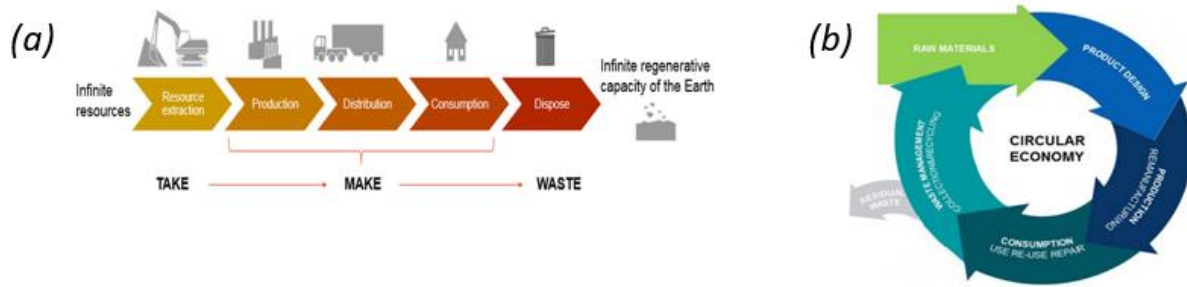 (a)
Infinite
resources
Resource
extraction
Production
Distribution
Consumption
Dispose
Infinite regenerative
capacity of the Earth
TAKE
MAKE
WASTE
(b)
RAW MATERIALS
PRODUCT DESIGN
PRODUCTION
REMANUFACTURING
CONSUMPTION
USE RE-USE REPAIR
WASTE MANAGEMENT
COLLECTION&RECYCLING
RESIDUAL
WASTE
CIRCULAR
ECONOMY